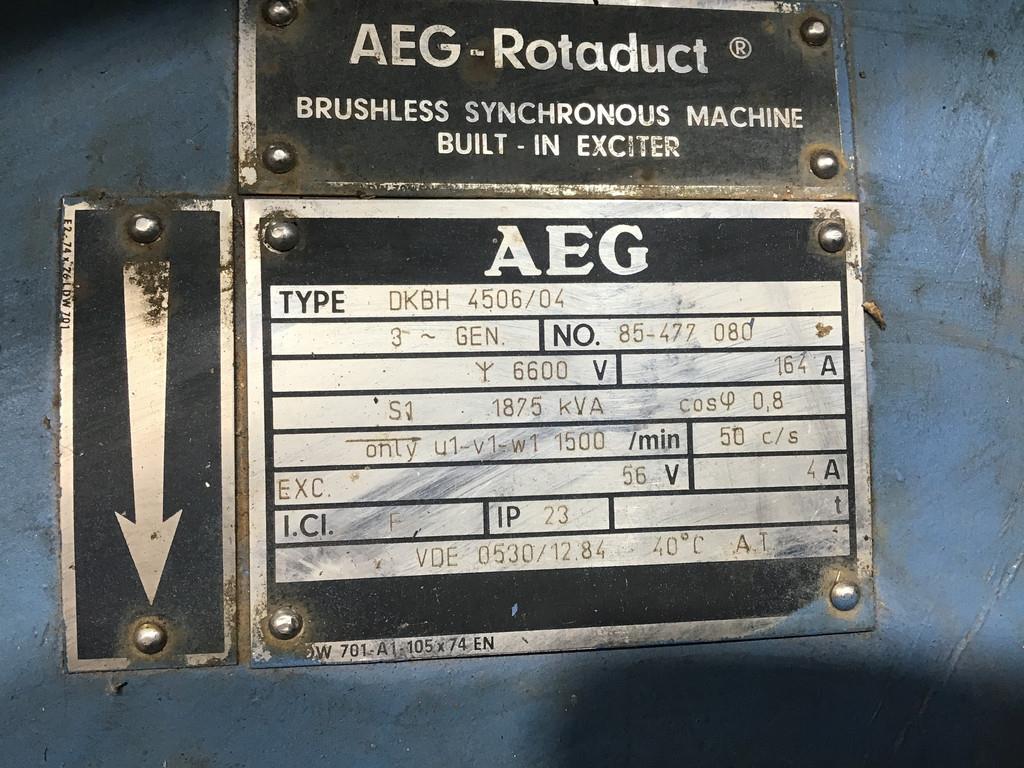 AEG-Rotaduct ®
BRUSHLESS SYNCHRONOUS MACHINE
BUILT - IN EXCITER
AEG
TYPE DKBH 4506/04
3 ~ GEN. NO. 85-477 080
6600 V 164 A
S1 1875 kVA cosφ 0,8
only u1-v1-w1 1500 /min 50 c/s
EXC. 56 V 4 A
I.Cl. F IP 23 t
VDE 0530/12.84 40°C A.T
701-A1-105x74 EN